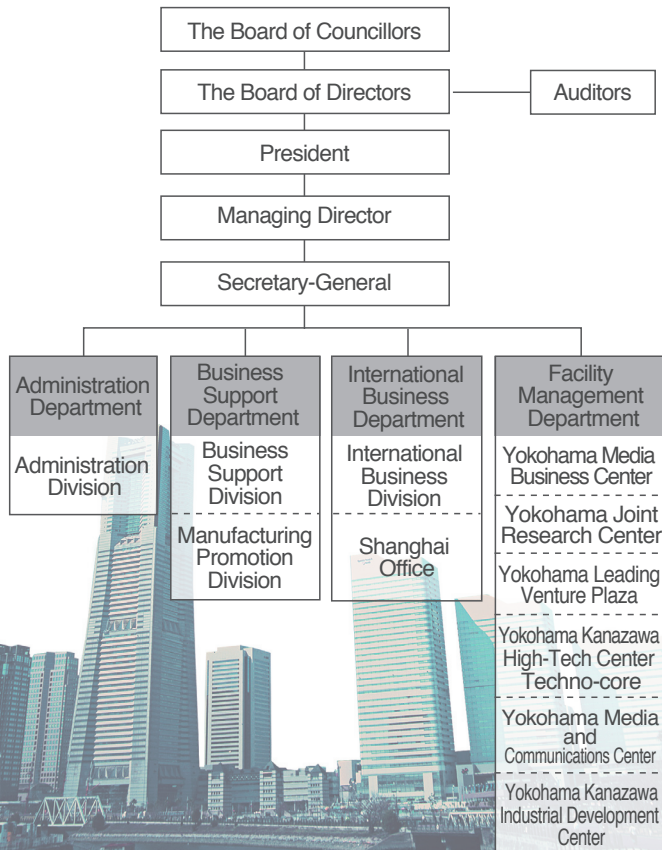 The Board of Councillors
The Board of Directors
Auditors
President
Managing Director
Secretary-General
Administration
Department
Administration
Division
Business
Support
Department
Business
Support
Division
Manufacturing
Promotion
Division
International
Business
Department
International
Business
Division
Shanghai
Office
Facility
Management
Department
Yokohama Media
Business Center
Yokohama Joint
Research Center
Yokohama Leading
Venture Plaza
Yokohama Kanazawa
High-Tech Center
Techno-core
Yokohama Media
and
Communications Center
Yokohama Kanazawa
Industrial Development
Center